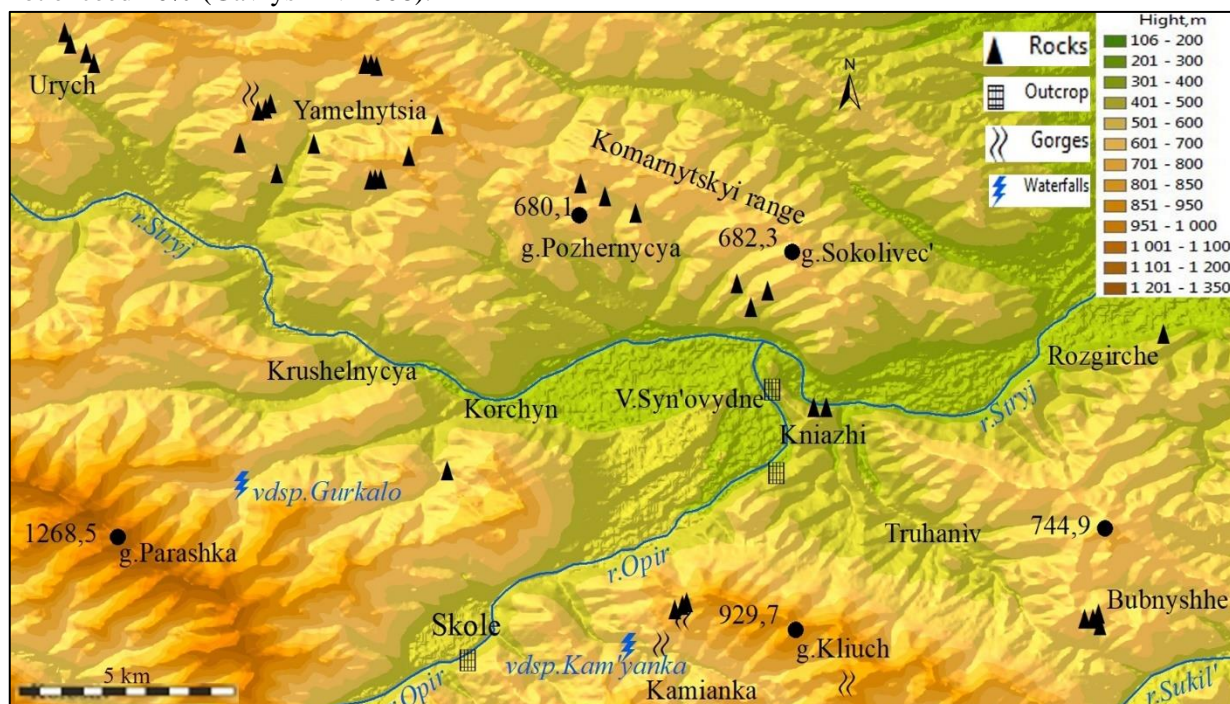 Hight,m
106 - 200
201 - 300
301 - 400
401 - 500
501 - 600
601 - 700
701 - 800
801 - 850
851 - 950
951 - 1 000
1 001 - 1 100
1 101 - 1 200
1 201 - 1 350
Rocks
Outcrop
Gorges
Waterfalls
N
Urych
Yamelnytsia
Komarnytskyi range
680,1
g.Pozhernycya
682,3
g.Sokolivec'
r.Stryj
Rozgirche
Krushelnycya
Korchyn
V.Syn'ovydne
Kniazhi
r.Stryj
vdsp.Gurkalo
1268,5
g.Parashka
Truhaniv
744,9
r.Opir
Bubnyshhe
929,7
g.Kliuch
Skole
vdsp.Kam'yanka
Kamianka
5 km
r.Opir
r.Sukil'